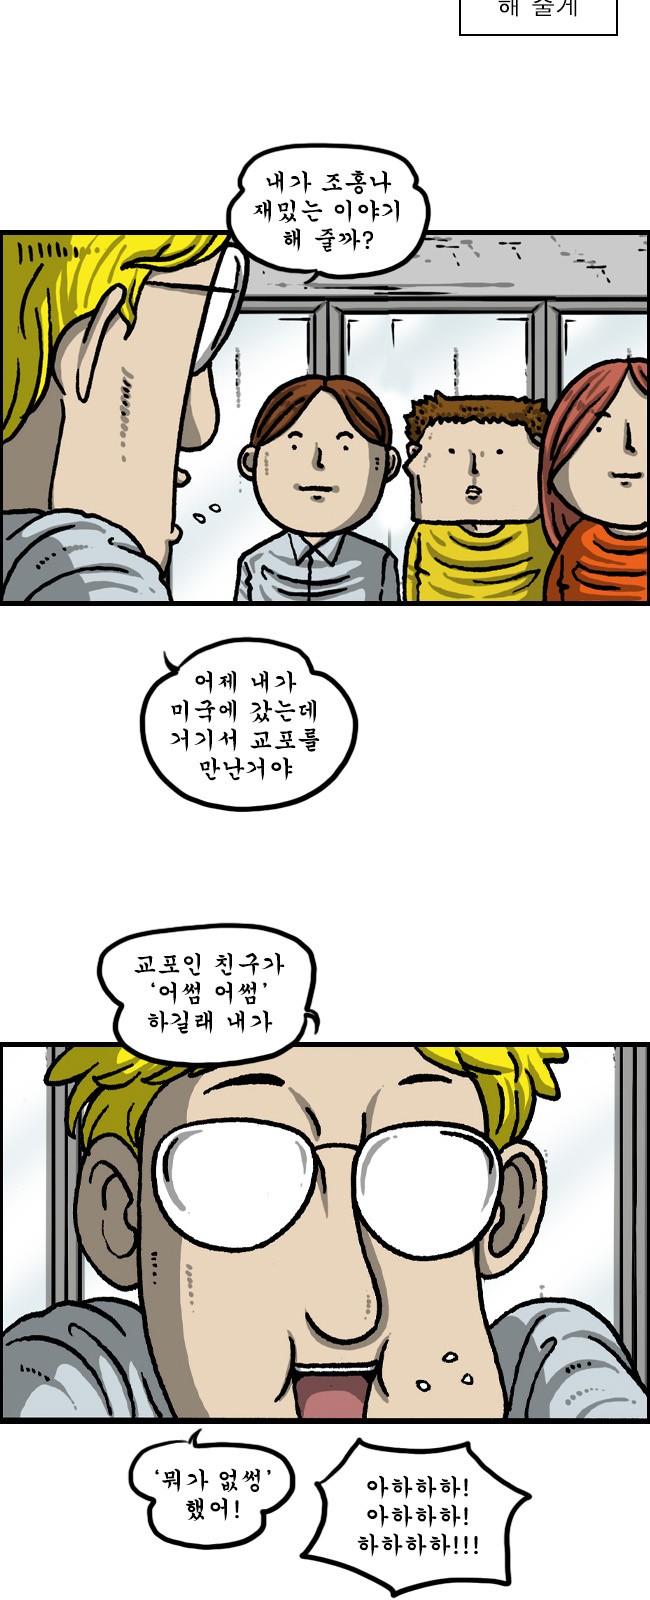 해 줄게
내가 조홍나
재밌는 이야기
해 줄까?
어제 내가
미국에 갔는데
거기서 교포를
만난거야
교포인 친구가
‘어썸 어썸’
하길래 내가
‘뭐가 없썽’
했어!
아하하하!
아하하하!
하하하하!!!